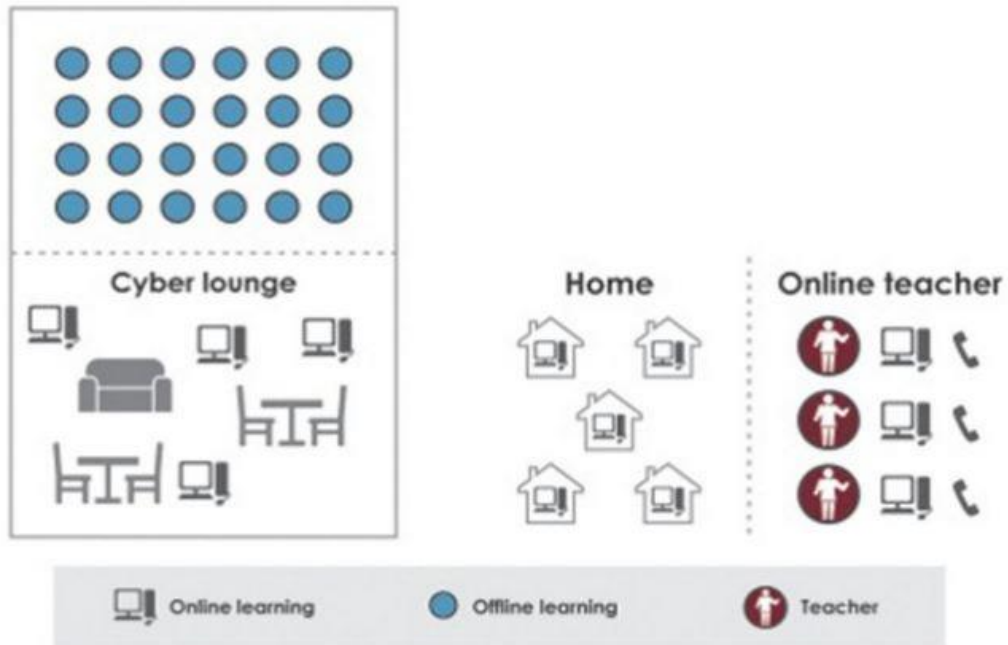 Cyber lounge
Home
Online teacher
Online learning
Offline learning
Teacher